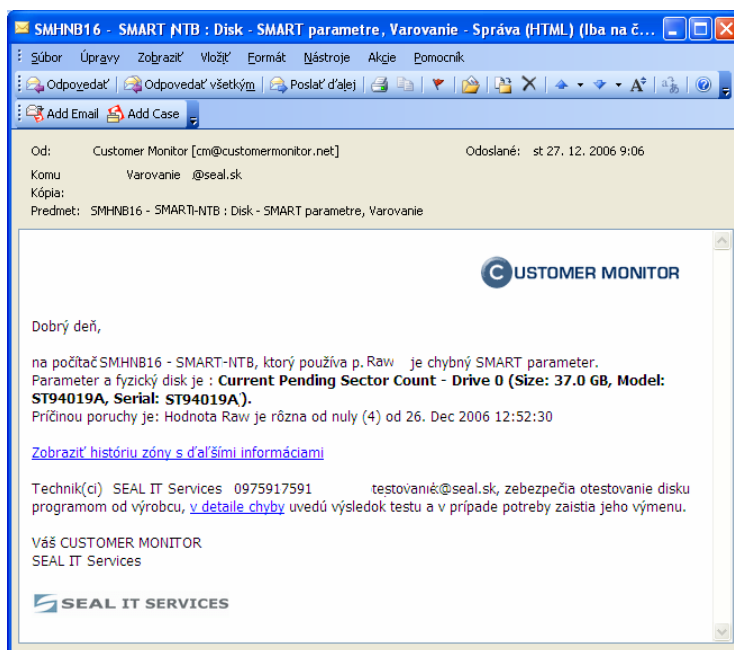 SMHNB16 - SMART NTB : Disk - SMART parametre, Varovanie - Správa (HTML) (Iba na č...
Súbor Úpravy Zobraziť Vložiť Formát Nástroje Akcie Pomocník
Odpovedať Odpovedať všetkým Poslať ďalej
Add Email Add Case
Od: Customer Monitor [cm@customermonitor.net] Odoslané: st 27. 12. 2006 9:06
Komu Varovanie @seal.sk
Kópia:
Predmet: SMHNB16 - SMART-NTB : Disk - SMART parametre, Varovanie
CUSTOMER MONITOR
Dobrý deň,
na počítač SMHNB16 - SMART-NTB, ktorý používa p. Raw je chybný SMART parameter.
Parameter a fyzický disk je : Current Pending Sector Count - Drive 0 (Size: 37.0 GB, Model:
ST94019A, Serial: ST94019A).
Príčinou poruchy je: Hodnota Raw je rôzna od nuly (4) od 26. Dec 2006 12:52:30
Zobraziť históriu zóny s ďaľšími informáciami
Technik(ci) SEAL IT Services 0975917591 testovanie@seal.sk, zebezpečia otestovanie disku
programom od výrobcu, v detaile chyby uvedú výsledok testu a v prípade potreby zaistia jeho výmenu.
Váš CUSTOMER MONITOR
SEAL IT Services
SEAL IT SERVICES